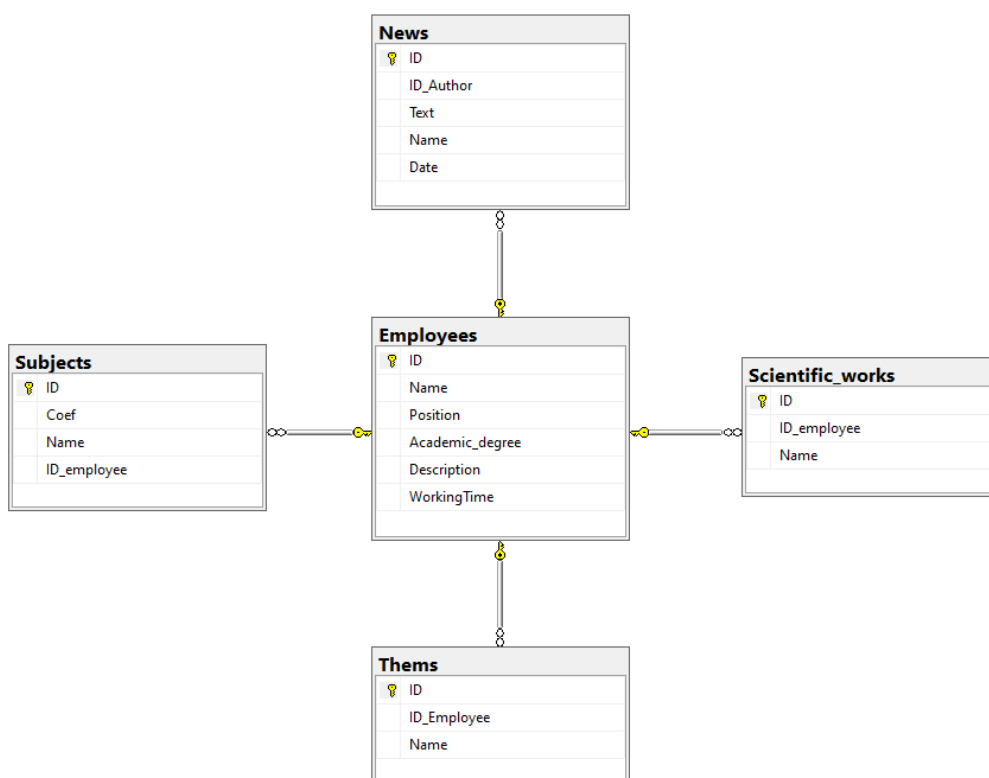 News
ID
ID_Author
Text
Name
Date
Subjects
ID
Coef
Name
ID_employee
Employees
ID
Name
Position
Academic_degree
Description
WorkingTime
Scientific_works
ID
ID_employee
Name
Thems
ID
ID_Employee
Name